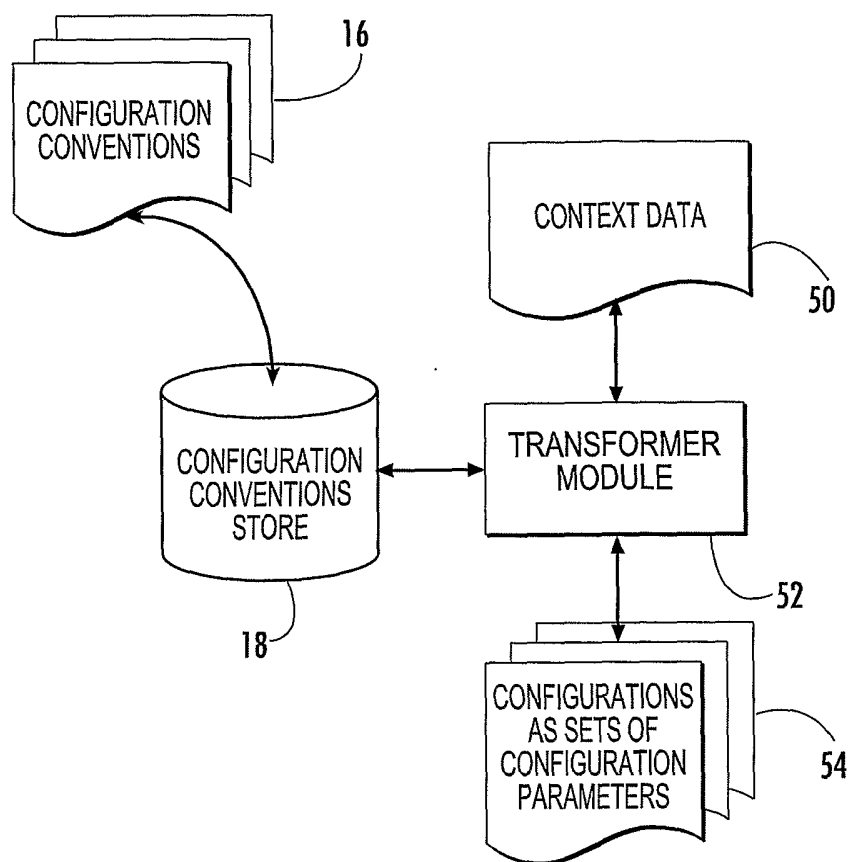 16
CONFIGURATION
CONVENTIONS
CONTEXT DATA
50
CONFIGURATION
CONVENTIONS
STORE
18
TRANSFORMER
MODULE
52
CONFIGURATIONS
AS SETS OF
CONFIGURATION
PARAMETERS
54